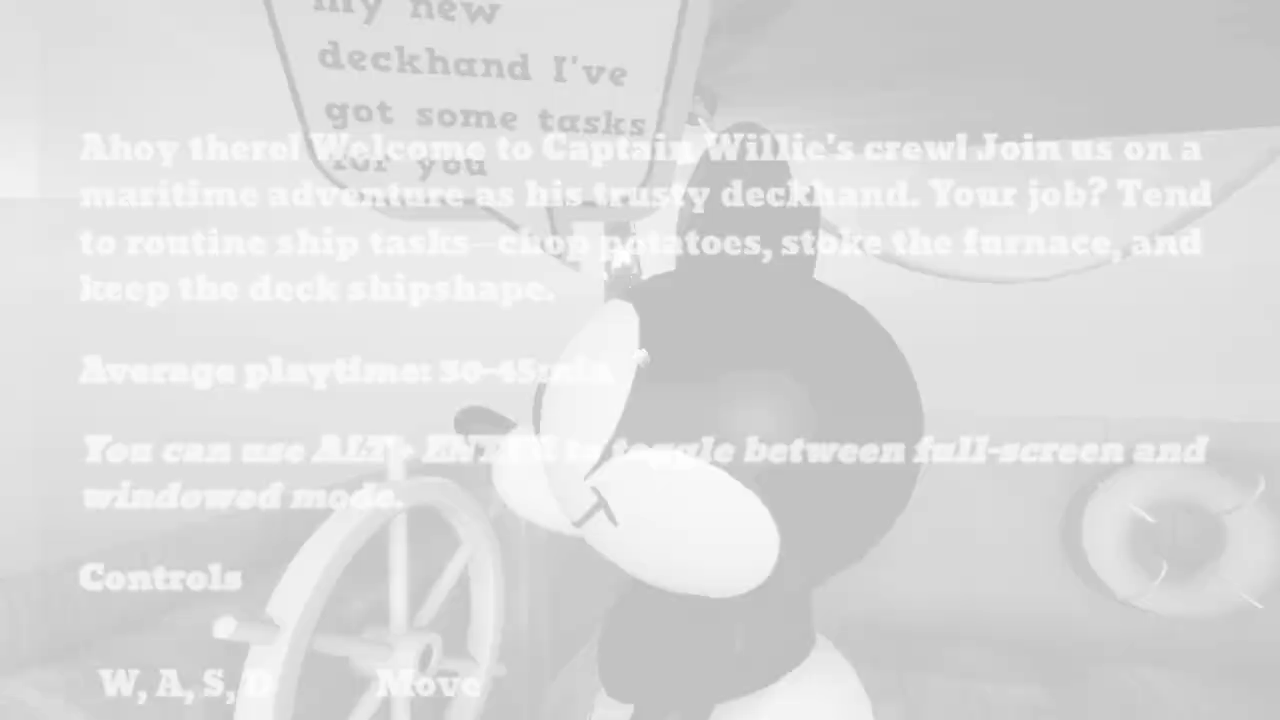 my new
deckhand I've
got some tasks
for you
Ahoy there! Welcome to Captain Willie's crew! Join us on a
maritime adventure as his trusty deckhand. Your job? Tend
to routine ship tasks—chop potatoes, stoke the furnace, and
keep the deck shipshape.
Average playtime: 30-45min
You can use ALT + ENTER to toggle between full-screen and
windowed mode.
Controls
W, A, S, D Move